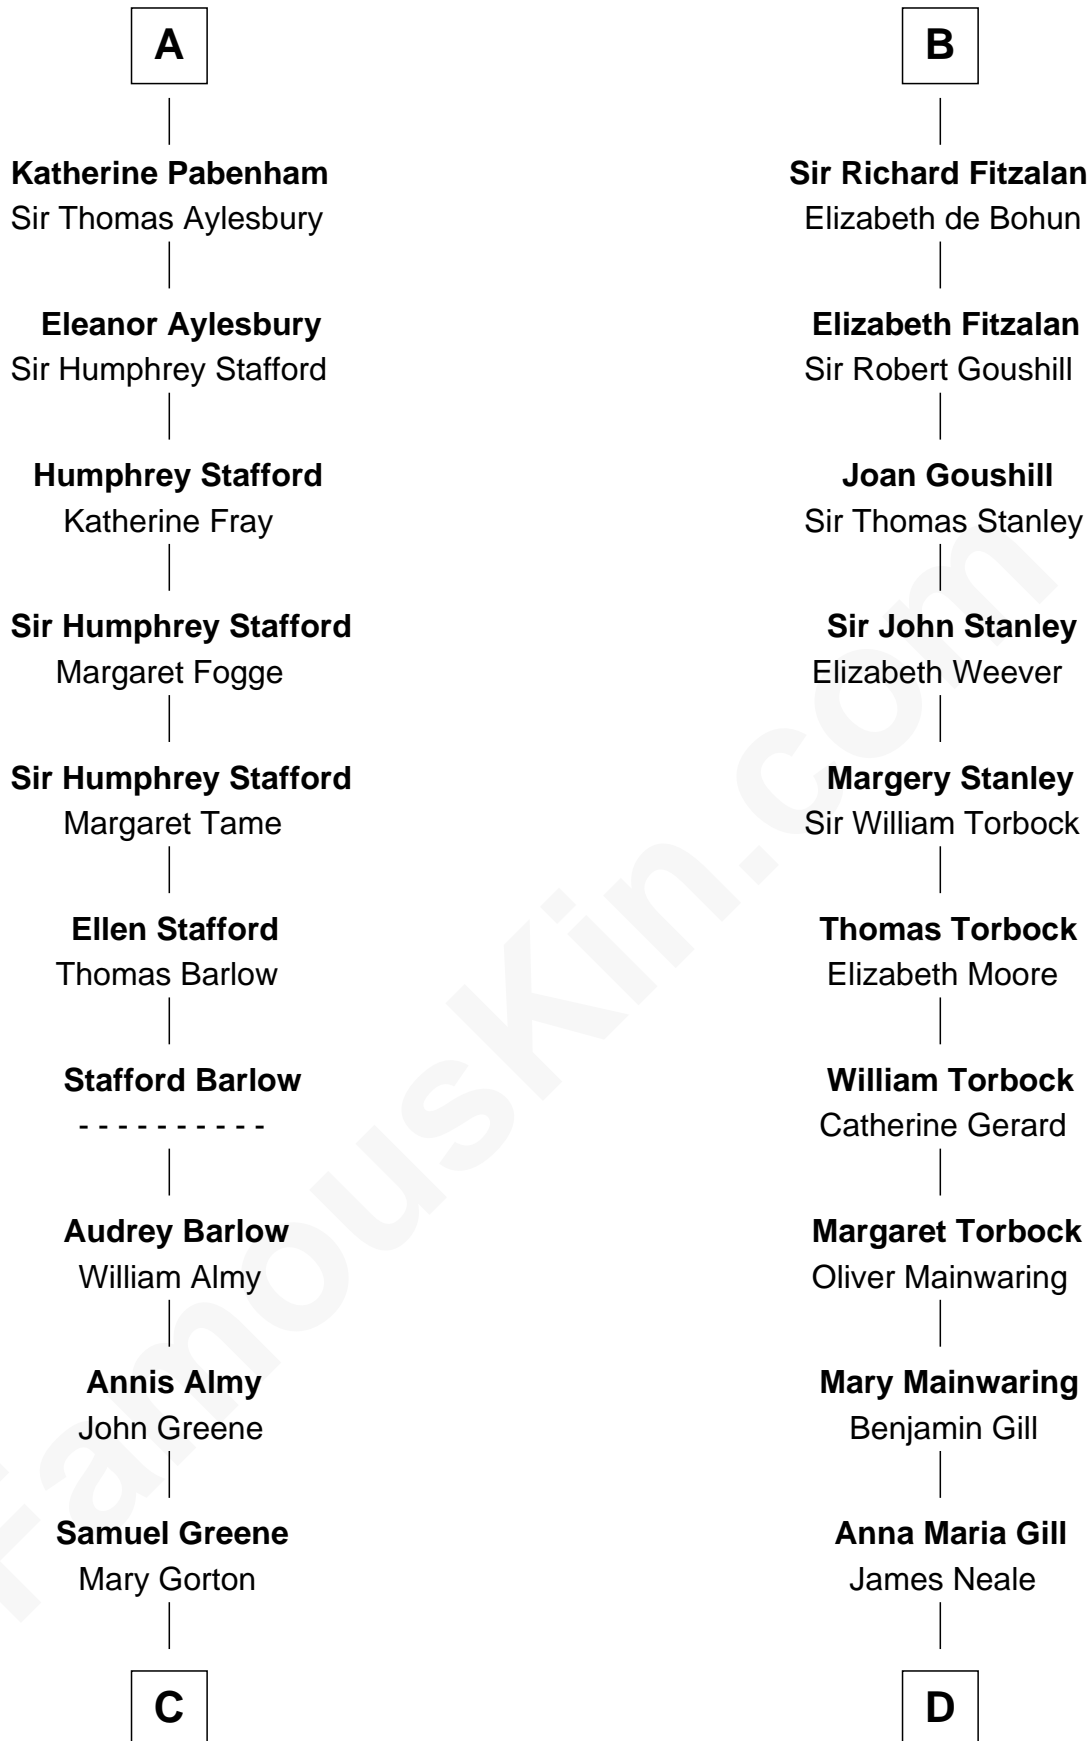 A
Katherine Pabenham
Sir Thomas Aylesbury
Eleanor Aylesbury
Sir Humphrey Stafford
Humphrey Stafford
Katherine Fray
Sir Humphrey Stafford
Margaret Fogge
Sir Humphrey Stafford
Margaret Tame
Ellen Stafford
Thomas Barlow
Stafford Barlow
- - - - - - - - - -
Audrey Barlow
William Almy
Annis Almy
John Greene
Samuel Greene
Mary Gorton
C
B
Sir Richard Fitzalan
Elizabeth de Bohun
Elizabeth Fitzalan
Sir Robert Goushill
Joan Goushill
Sir Thomas Stanley
Sir John Stanley
Elizabeth Weever
Margery Stanley
Sir William Torbock
Thomas Torbock
Elizabeth Moore
William Torbock
Catherine Gerard
Margaret Torbock
Oliver Mainwaring
Mary Mainwaring
Benjamin Gill
Anna Maria Gill
James Neale
D
FamousKin.com